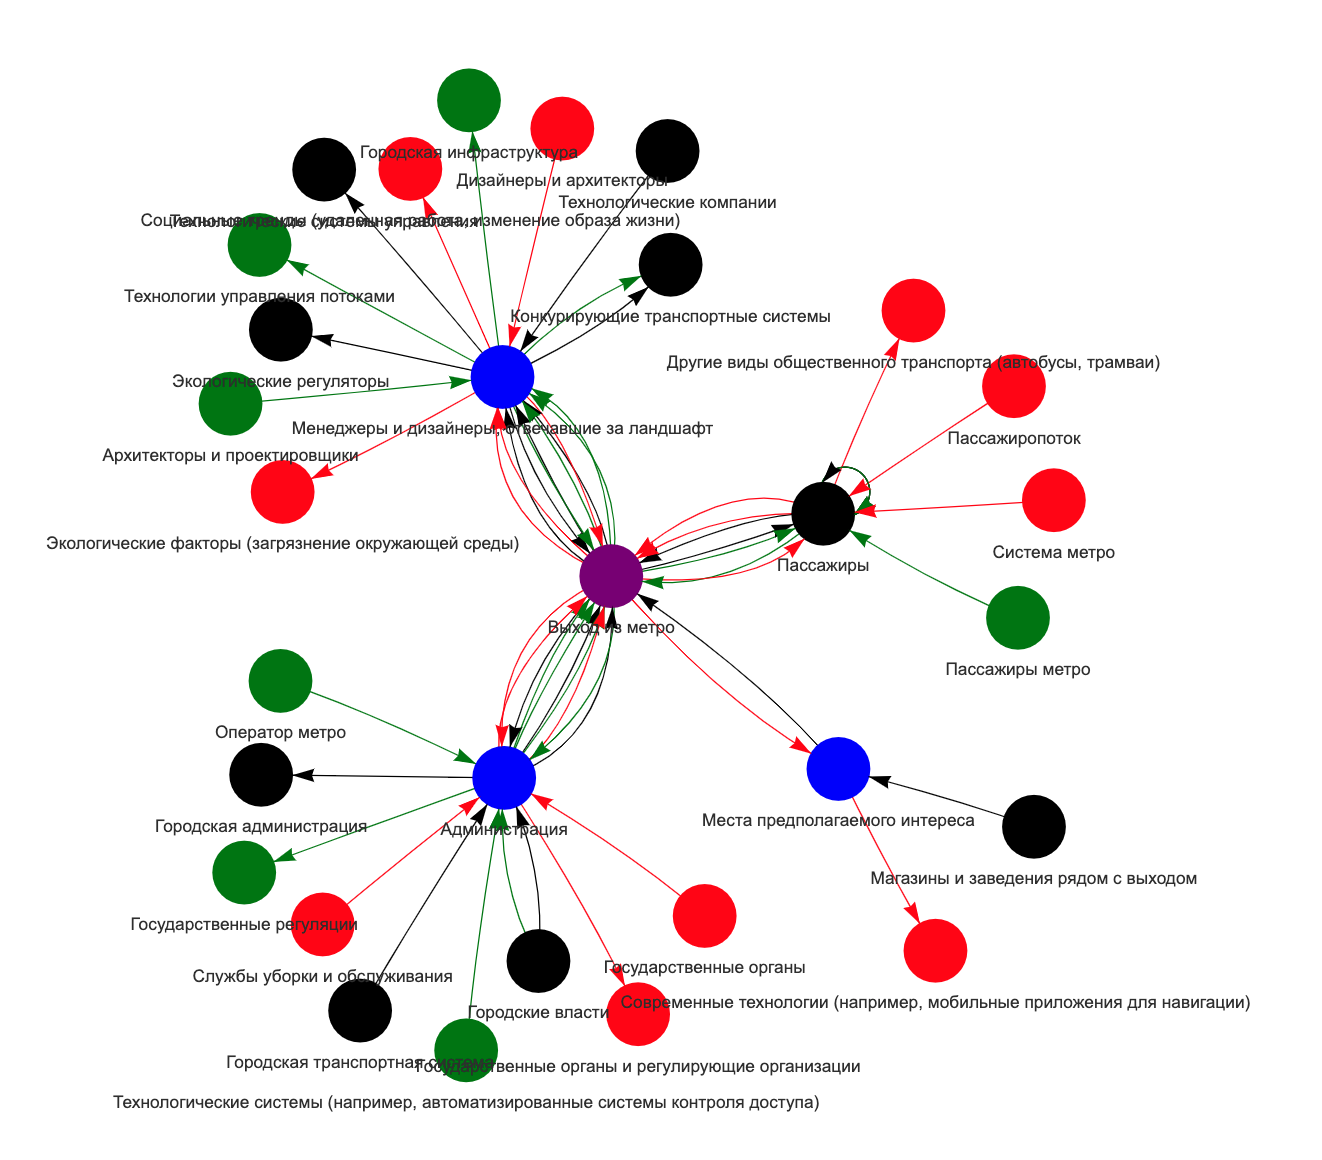 Городская инфраструктура
Дизайнеры и архитекторы
Технологические компании
Социальные тренды (удаленная работа, изменение образа жизни)
Технологические системы управления
Технологии управления потоками
Конкурирующие транспортные системы
Другие виды общественного транспорта (автобусы, трамваи)
Экологические регуляторы
Менеджеры и дизайнеры, отвечавшие за ландшафт
Пассажиропоток
Архитекторы и проектировщики
Экологические факторы (загрязнение окружающей среды)
Система метро
Пассажиры
Выход из метро
Пассажиры метро
Оператор метро
Места предполагаемого интереса
Городская администрация
Администрация
Магазины и заведения рядом с выходом
Государственные регуляции
Государственные органы
Службы уборки и обслуживания
Современные технологии (например, мобильные приложения для навигации)
Городские власти
Городская транспортная система
Государственные органы и регулирующие организации
Технологические системы (например, автоматизированные системы контроля доступа)